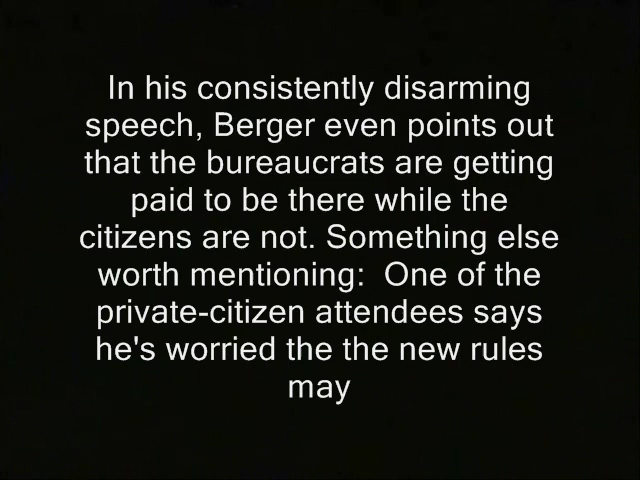 In his consistently disarming
speech, Berger even points out
that the bureaucrats are getting
paid to be there while the
citizens are not. Something else
worth mentioning:  One of the
private-citizen attendees says
he's worried the the new rules
may